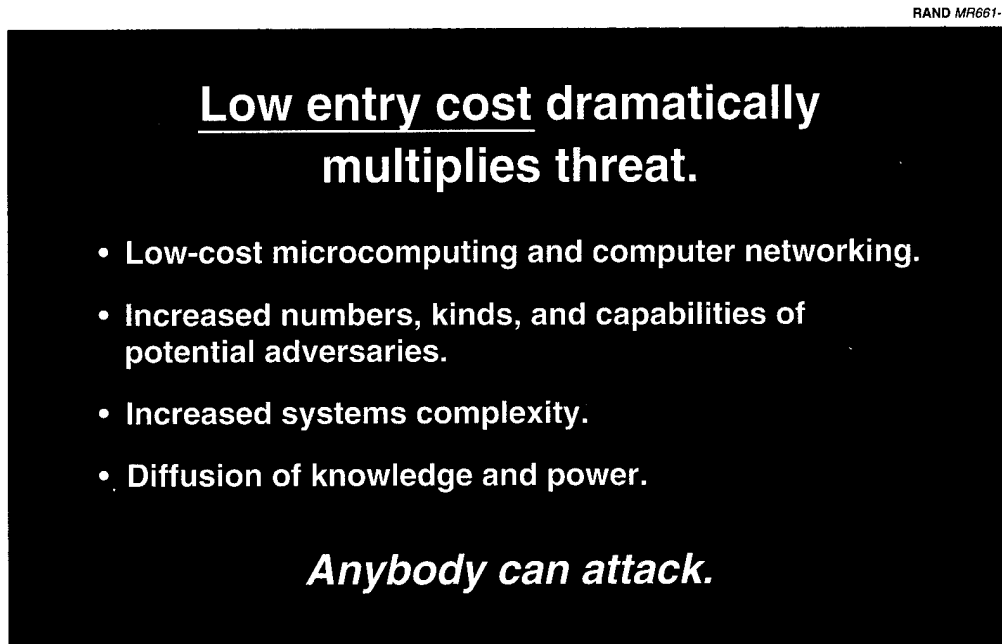 RAND MR661-
Low entry cost dramatically
multiplies threat.
• Low-cost microcomputing and computer networking.
• Increased numbers, kinds, and capabilities of
potential adversaries.
• Increased systems complexity.
• Diffusion of knowledge and power.
Anybody can attack.